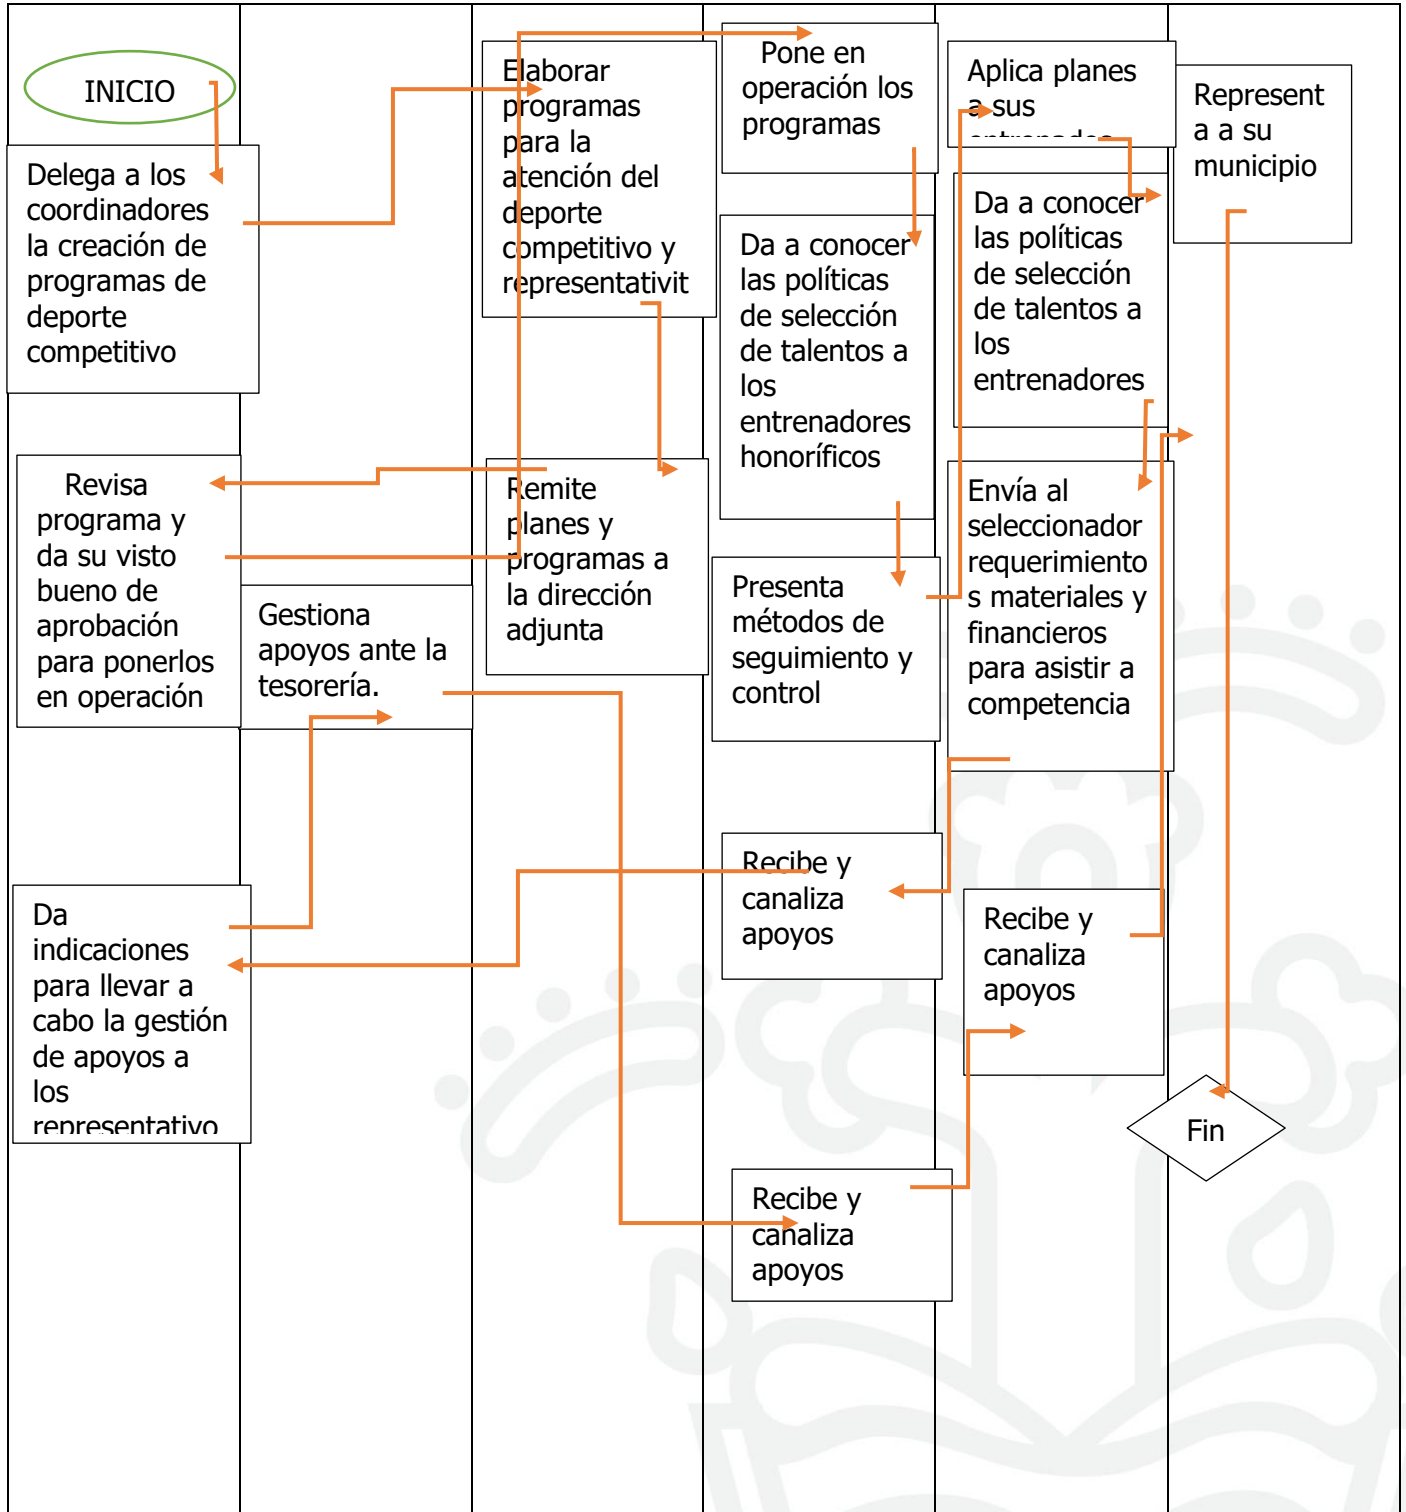 INICIO
Delega a los
coordinadores
la creación de
programas de
deporte
competitivo
Revisa
programa y
da su visto
bueno de
aprobación
para ponerlos
en operación
Da
indicaciones
para llevar a
cabo la gestión
de apoyos a
los
representativo
Gestiona
apoyos ante la
tesorería.
Elaborar
programas
para la
atención del
deporte
competitivo y
representativit
Remite
planes y
programas a
la dirección
adjunta
Pone en
operación los
programas
Da a conocer
las políticas
de selección
de talentos a
los
entrenadores
honoríficos
Presenta
métodos de
seguimiento y
control
Recibe y
canaliza
apoyos
Recibe y
canaliza
apoyos
Aplica planes
a sus
Da a conocer
las políticas
de selección
de talentos a
los
entrenadores
Envía al
seleccionador
requerimiento
s materiales y
financieros
para asistir a
competencia
Recibe y
canaliza
apoyos
Represent
a a su
municipio
Fin